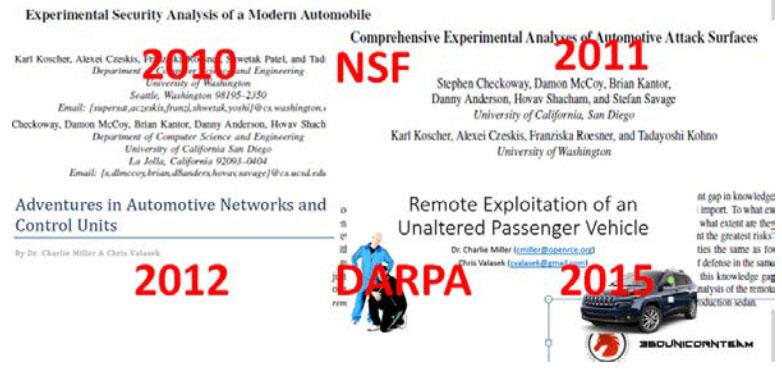 Experimental Security Analysis of a Modern Automobile
Karl Koscher, Alexei Czeskis, Roesner, Shwetak Patel, and Tad
Department of Computer Science and Engineering
University of Washington
Seattle, Washington 98195–2350
Email: {supersat,aczeskis,franzi,shwetak,yoshi}@cs.washington.
Checkoway, Damon McCoy, Brian Kantor, Danny Anderson, Hovav Shach
Department of Computer Science and Engineering
University of California San Diego
La Jolla, California 92093–0404
Email: {s,dlmccoy,brian,d8anders,hovav,savage}@cs.ucsd.edu
2010
NSF
Comprehensive Experimental Analyses of Automotive Attack Surfaces
2011
Stephen Checkoway, Damon McCoy, Brian Kantor,
Danny Anderson, Hovav Shacham, and Stefan Savage
University of California, San Diego
Karl Koscher, Alexei Czeskis, Franziska Roesner, and Tadayoshi Kohno
University of Washington
Adventures in Automotive Networks and
Control Units
By Dr. Charlie Miller & Chris Valasek
2012
DARPA
Remote Exploitation of an
Unaltered Passenger Vehicle
Dr. Charlie Miller (cmiller@openrce.org)
Chris Valasek (cvalasek@gmail.com)
2015
nt gap in knowledge
import. To what ex
what extent are they
nt the greatest risks
ties the same as fo
f defense in the same
this knowledge gap
nalysis of the remot
roduction sedan.
360UNICORNTEAM